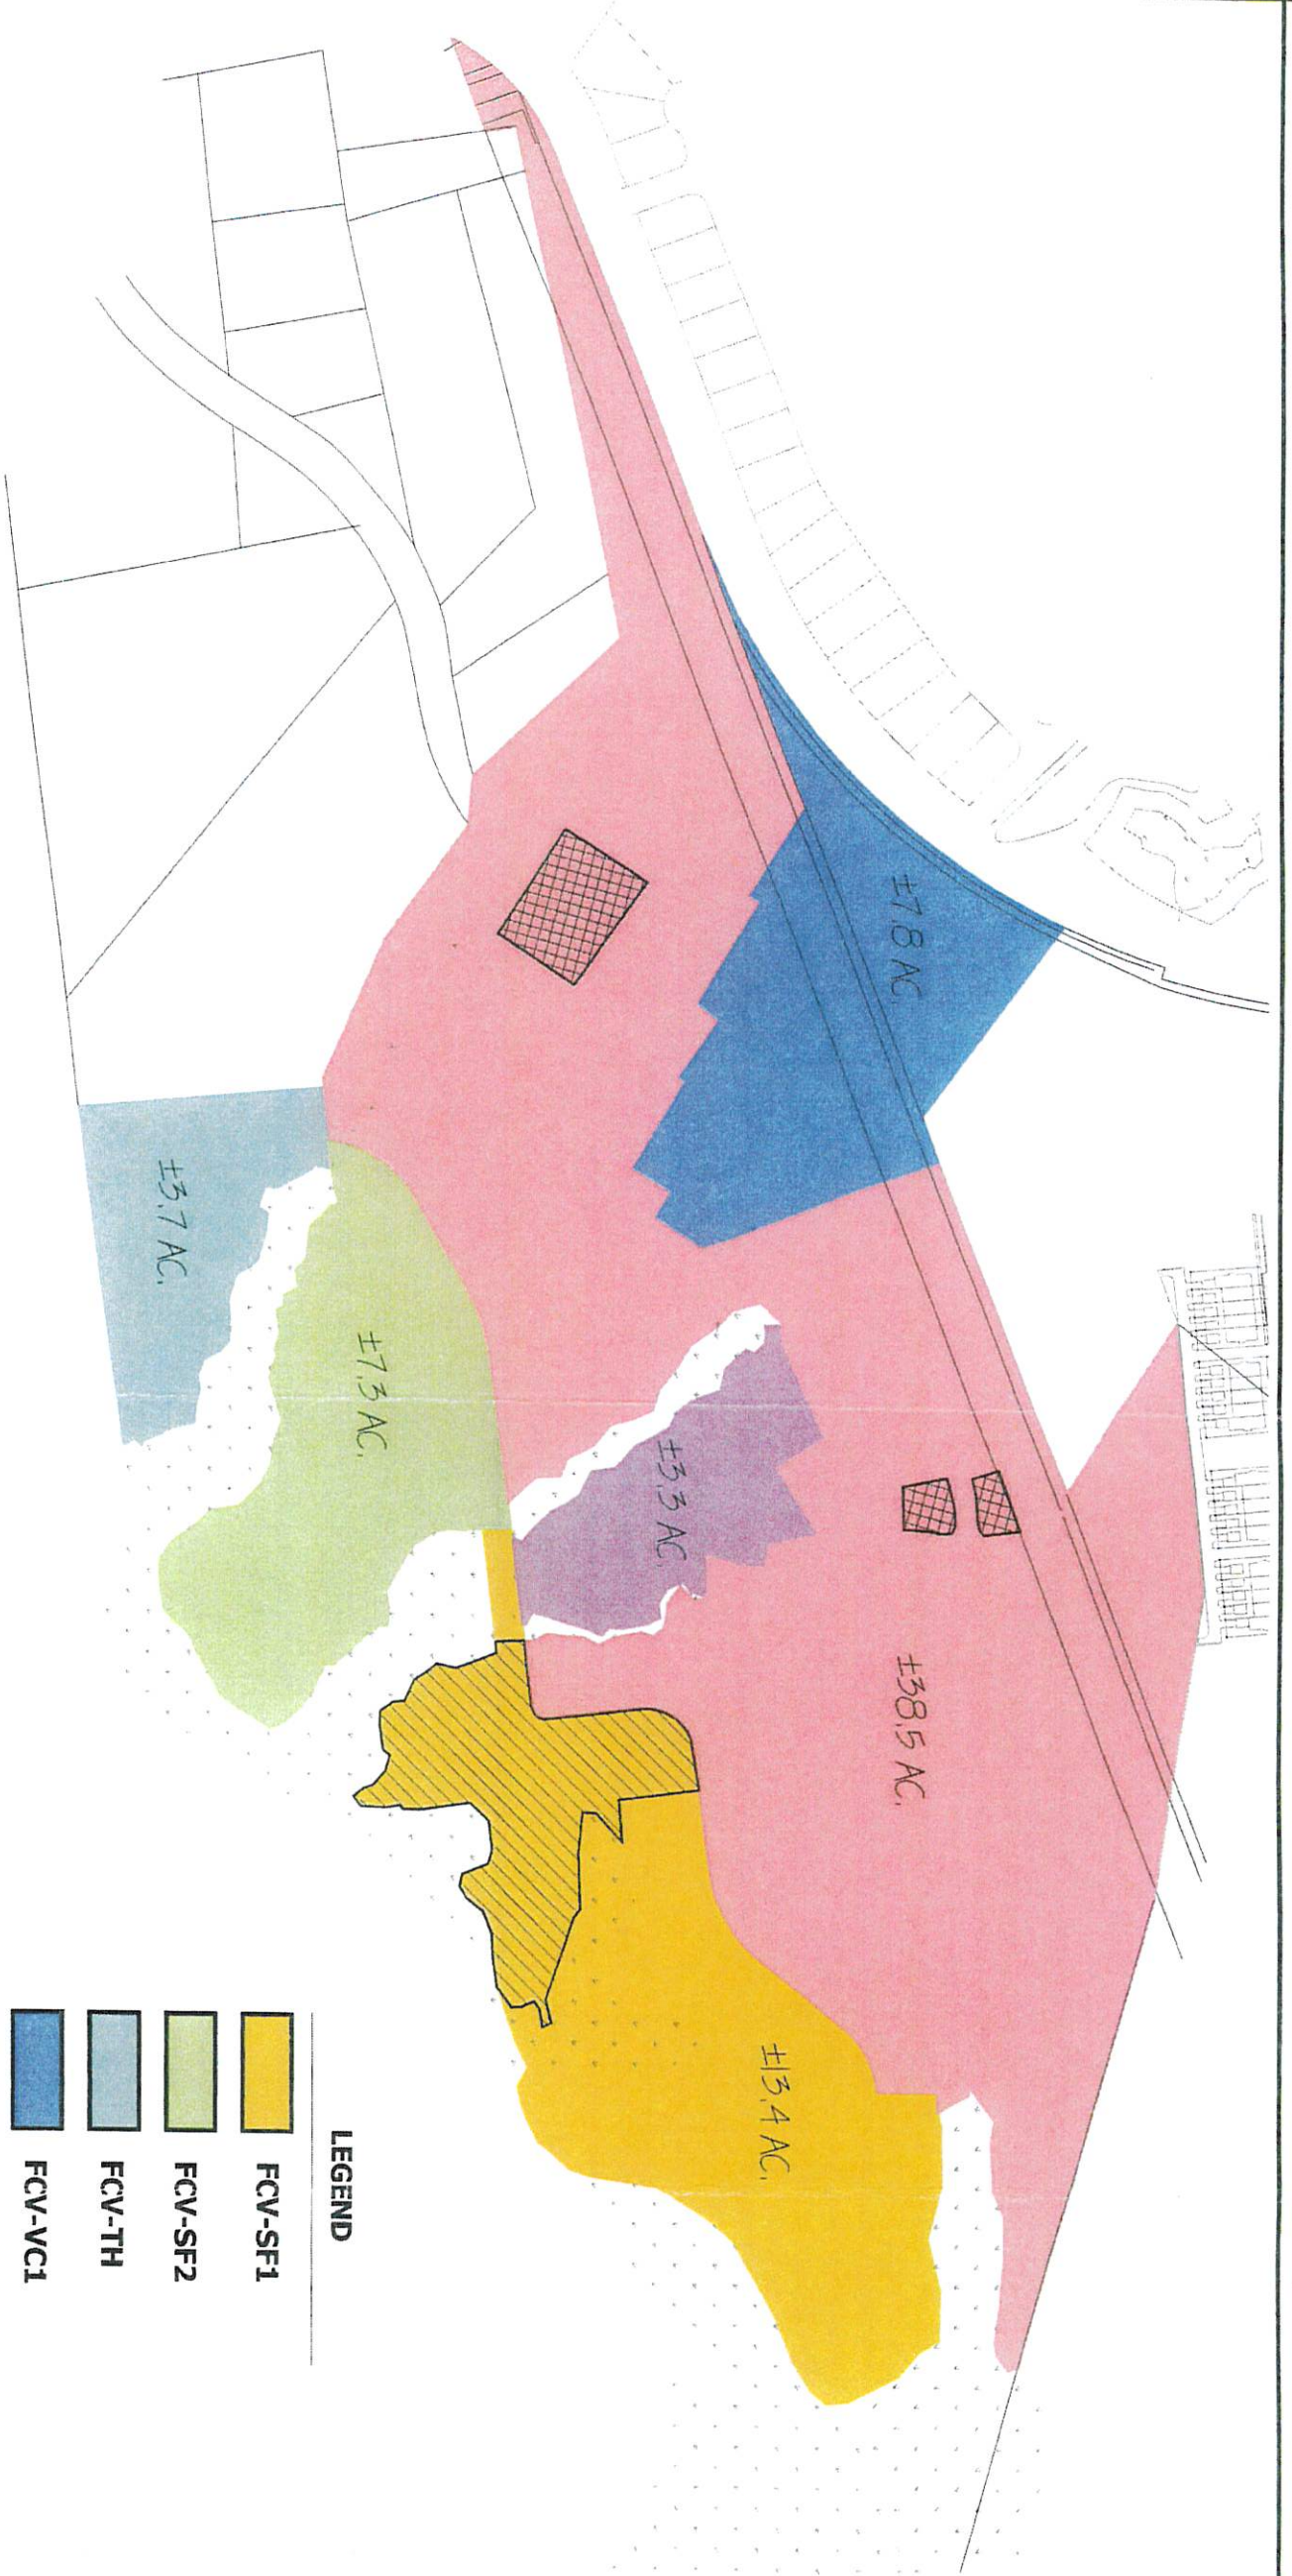 ±7.8 AC.
±3.7 AC.
±7.3 AC.
±3.3 AC.
±38.5 AC.
±13.4 AC.
LEGEND
FCV-SF1
FCV-SF2
FCV-TH
FCV-VC1